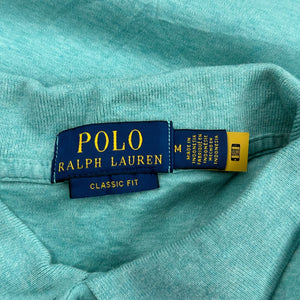 POLO
RALPH LAUREN
CLASSIC FIT
M
MADE IN
INDONESIA